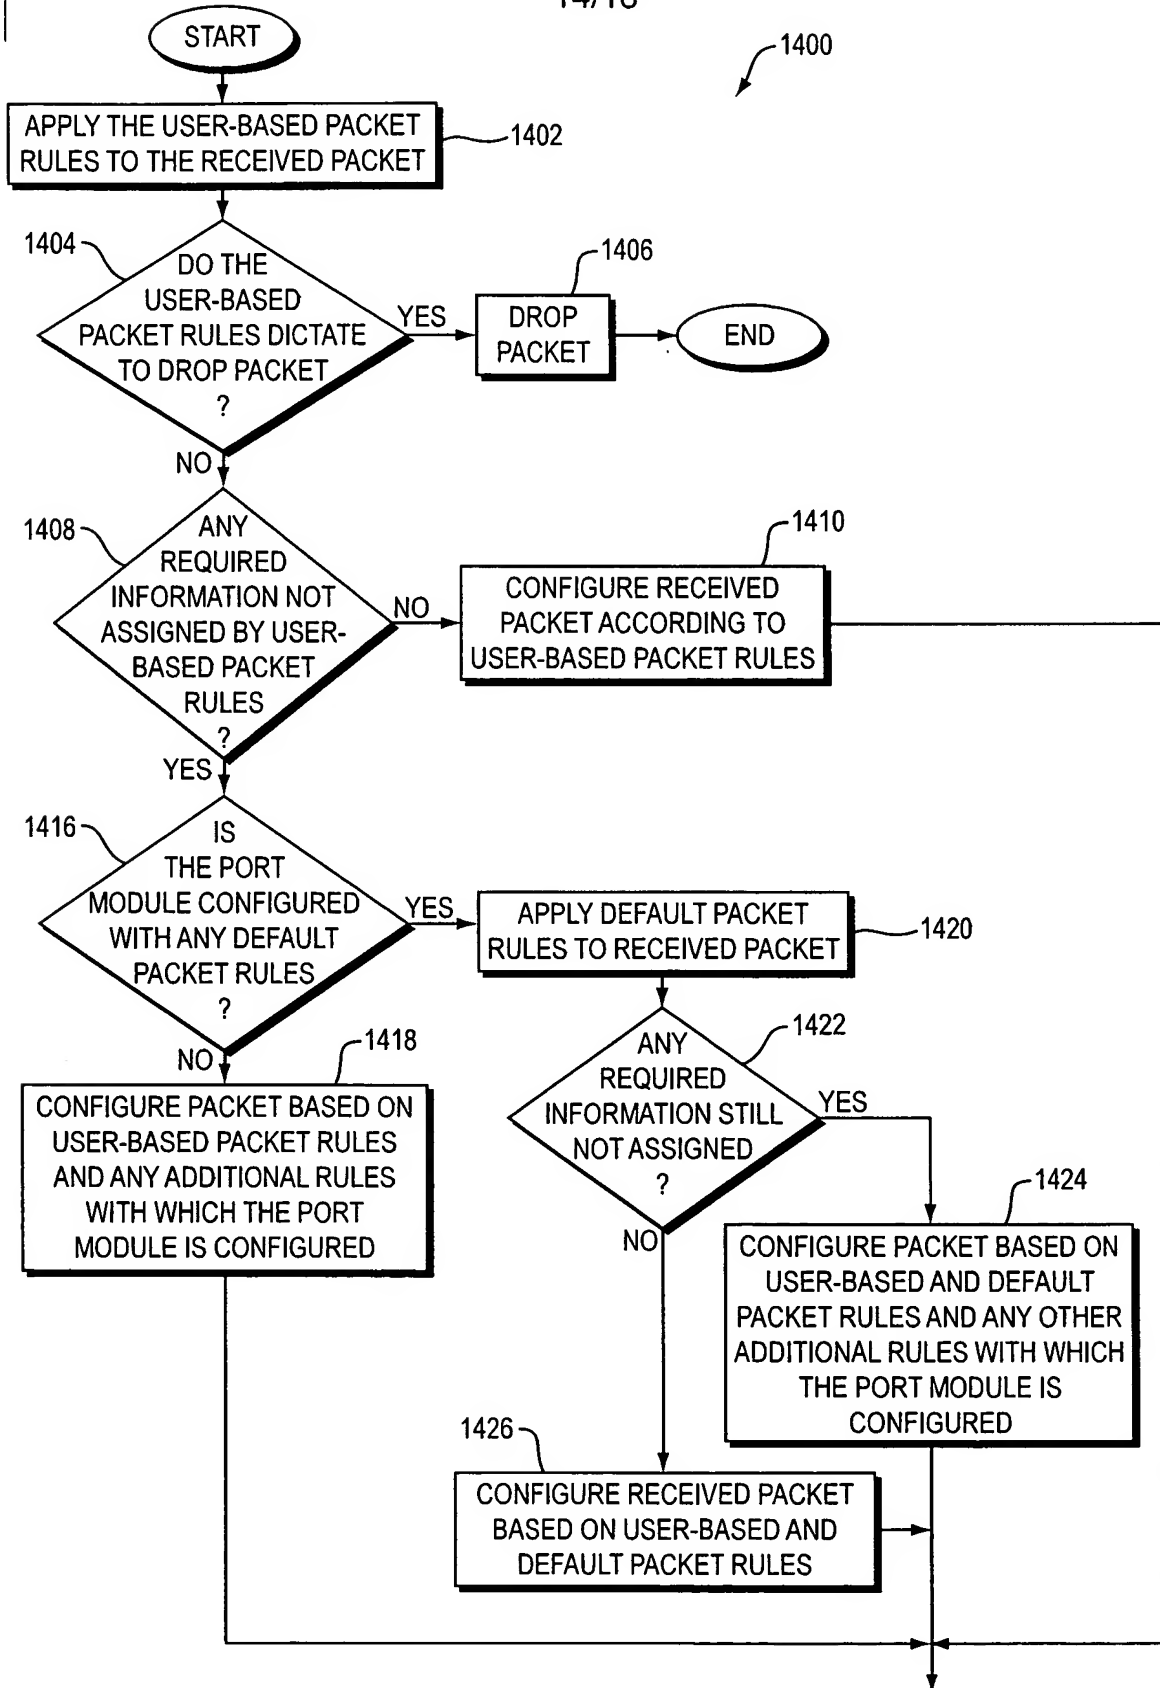 START
1400
APPLY THE USER-BASED PACKET
RULES TO THE RECEIVED PACKET
1402
1404
DO THE
USER-BASED
PACKET RULES DICTATE
TO DROP PACKET
?
YES
1406
DROP
PACKET
END
NO
1408
ANY
REQUIRED
INFORMATION NOT
ASSIGNED BY USER-
BASED PACKET
RULES
?
NO
1410
CONFIGURE RECEIVED
PACKET ACCORDING TO
USER-BASED PACKET RULES
YES
1416
IS
THE PORT
MODULE CONFIGURED
WITH ANY DEFAULT
PACKET RULES
?
YES
APPLY DEFAULT PACKET
RULES TO RECEIVED PACKET
1420
NO
1418
CONFIGURE PACKET BASED ON
USER-BASED PACKET RULES
AND ANY ADDITIONAL RULES
WITH WHICH THE PORT
MODULE IS CONFIGURED
1422
ANY
REQUIRED
INFORMATION STILL
NOT ASSIGNED
?
YES
NO
1424
CONFIGURE PACKET BASED ON
USER-BASED AND DEFAULT
PACKET RULES AND ANY OTHER
ADDITIONAL RULES WITH WHICH
THE PORT MODULE IS
CONFIGURED
1426
CONFIGURE RECEIVED PACKET
BASED ON USER-BASED AND
DEFAULT PACKET RULES